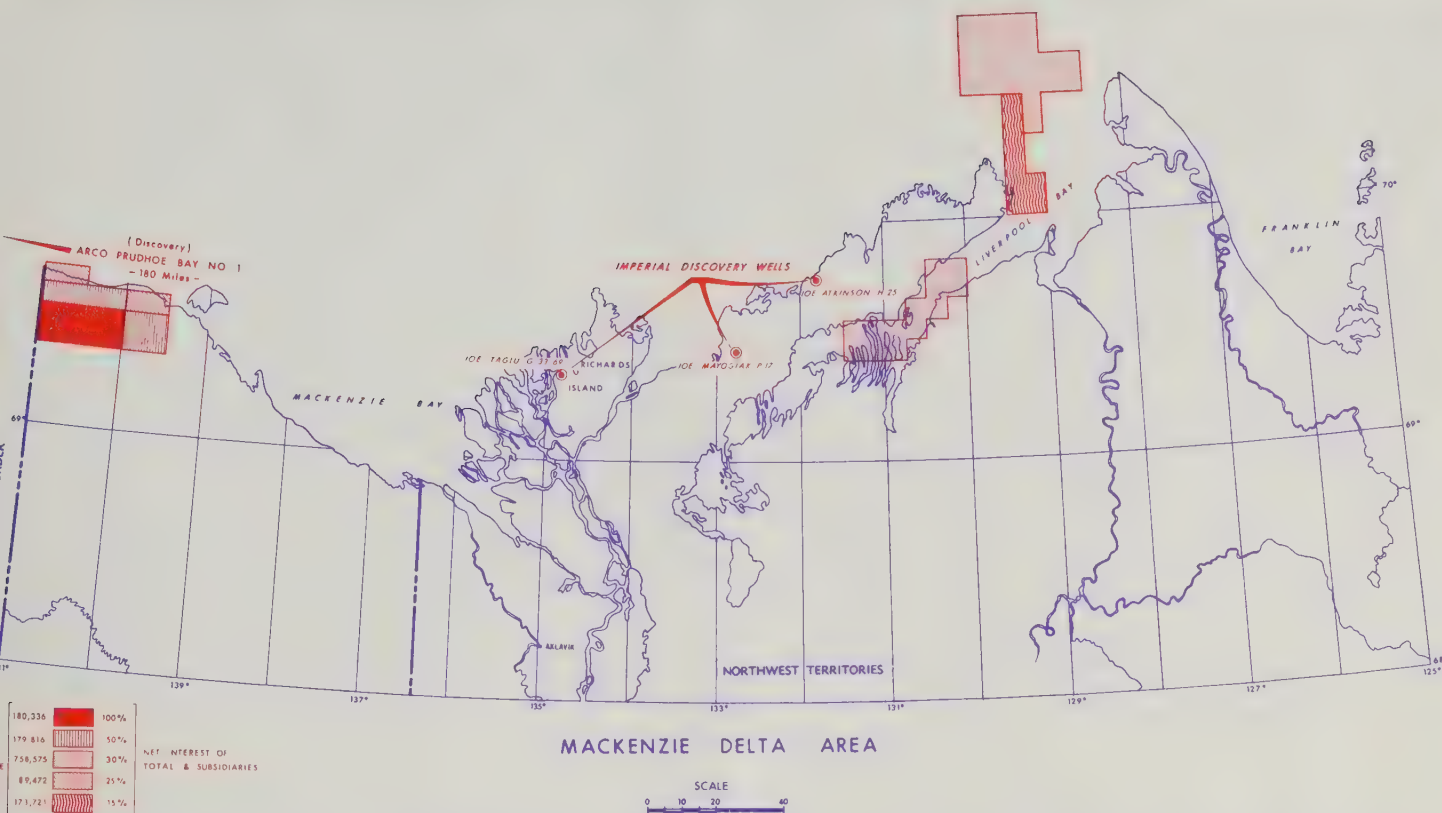 (Discovery)
ARCO PRUDHOE BAY NO 1
- 180 Miles -
IMPERIAL DISCOVERY WELLS
IOE ATKINSON H 25
IOE TAGLU G 33 69
RICHARDS
ISLAND
IOE MAYOGIAK P 17
MACKENZIE BAY
LIVERPOOL BAY
FRANKLIN
BAY
70°
69°
69°
AKLAVIK
NORTHWEST TERRITORIES
139°
137°
135°
133°
131°
129°
127°
125°
180,336 100%
179 816 50%
758,575 30%
89,472 25%
171,721 15%
NET INTEREST OF
TOTAL & SUBSIDIARIES
MACKENZIE DELTA AREA
SCALE
0 10 20 40